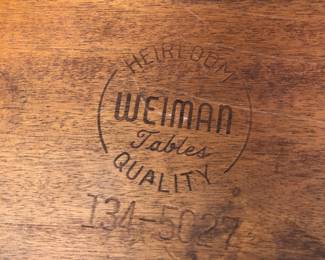 HEIRLOOM
WEIMAN
Tables
QUALITY
134-5027